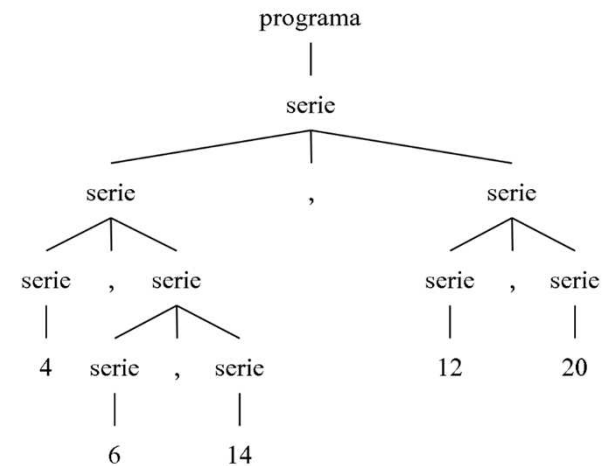 programa
serie
serie , serie
serie , serie serie , serie
4 serie , serie 12 20
6 14